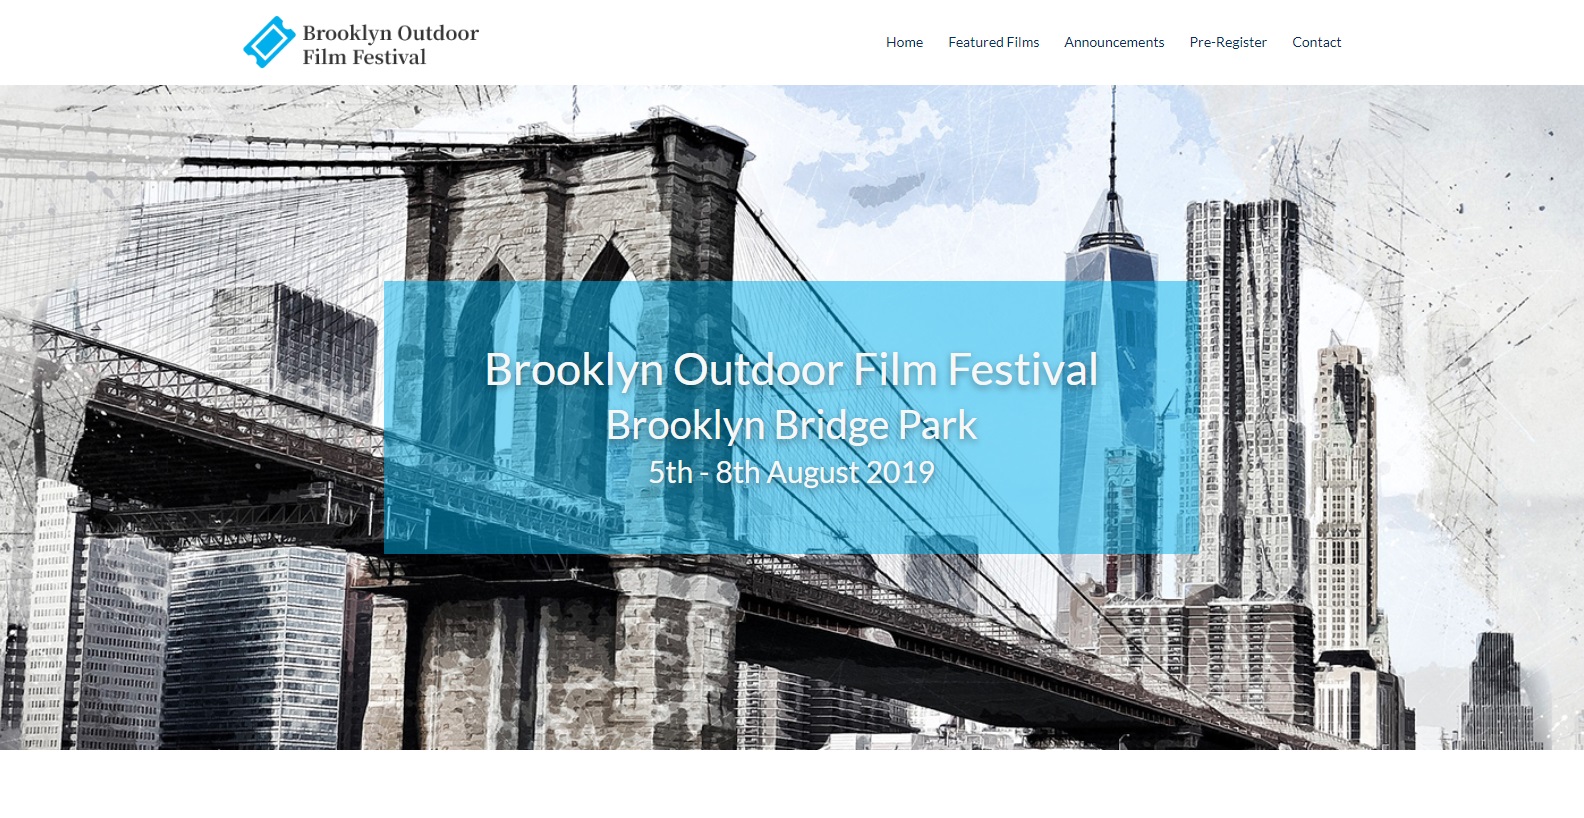 Brooklyn Outdoor
Film Festival
Home
Featured Films
Announcements
Pre-Register
Contact
Brooklyn Outdoor Film Festival
Brooklyn Bridge Park
5th - 8th August 2019